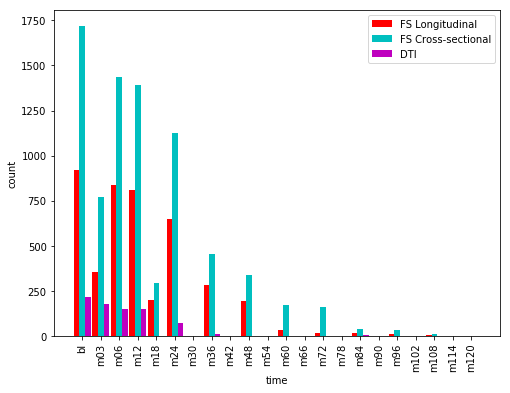 FS Longitudinal
FS Cross-sectional
DTI
1750
1500
1250
1000
750
500
250
0
count
bl m03 m06 m12 m18 m24 m30 m36 m42 m48 m54 m60 m66 m72 m78 m84 m90 m96 m102 m108 m114 m120
time